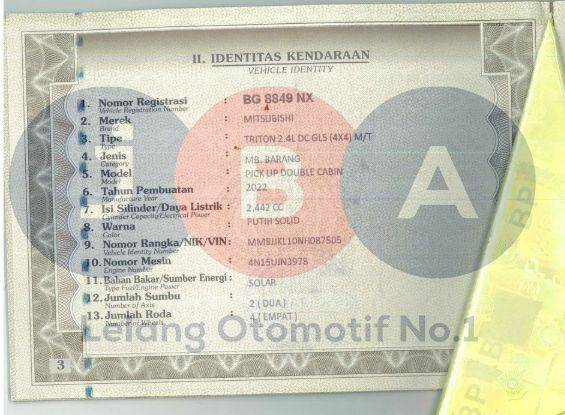 II. IDENTITAS KENDARAAN
VEHICLE IDENTITY
1. Nomor Registrasi : BG 8849 NX
Vehicle Registration Number
2. Merek : MITSUBISHI
Brand
3. Tipe : TRITON 2.4L DC GLS (4X4) M/T
Type
4. Jenis : MB. BARANG
Category
5. Model : PICK UP DOUBLE CABIN
Model
6. Tahun Pembuatan : 2022
Manufacture Year
7. Isi Silinder/Daya Listrik : 2.442 CC
Cylinder Capacity/Electrical Power
8. Warna : PUTIH SOLID
Color
9. Nomor Rangka/NIK/VIN : MMBJJKL10NH087505
Vehicle Identity Number
10. Nomor Mesin : 4N15UJN3978
Engine Number
11. Bahan Bakar/Sumber Energi : SOLAR
Type Fuel/Engine Power
12. Jumlah Sumbu : 2 ( DUA )
Number of Axis
13. Jumlah Roda : 4 ( EMPAT )
Number of Wheels
IBA
Lelang Otomotif No.1
3